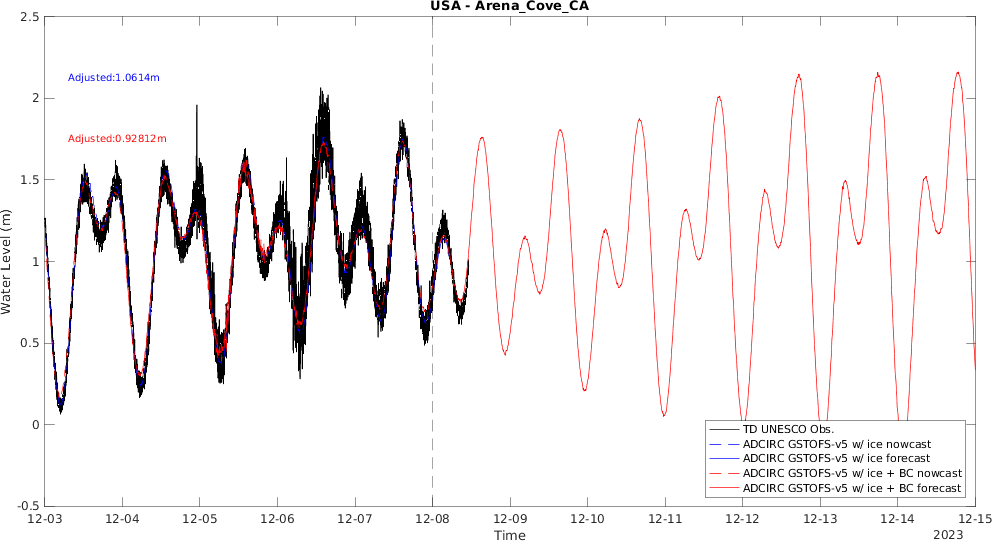 USA - Arena_Cove_CA
Adjusted:1.0614m
Adjusted:0.92812m
Water Level (m)
2.5
2
1.5
1
0.5
0
-0.5
12-03 12-04 12-05 12-06 12-07 12-08 12-09 12-10 12-11 12-12 12-13 12-14 12-15
Time
2023
TD UNESCO Obs.
ADCIRC GSTOFS-v5 w/ ice nowcast
ADCIRC GSTOFS-v5 w/ ice forecast
ADCIRC GSTOFS-v5 w/ ice + BC nowcast
ADCIRC GSTOFS-v5 w/ ice + BC forecast